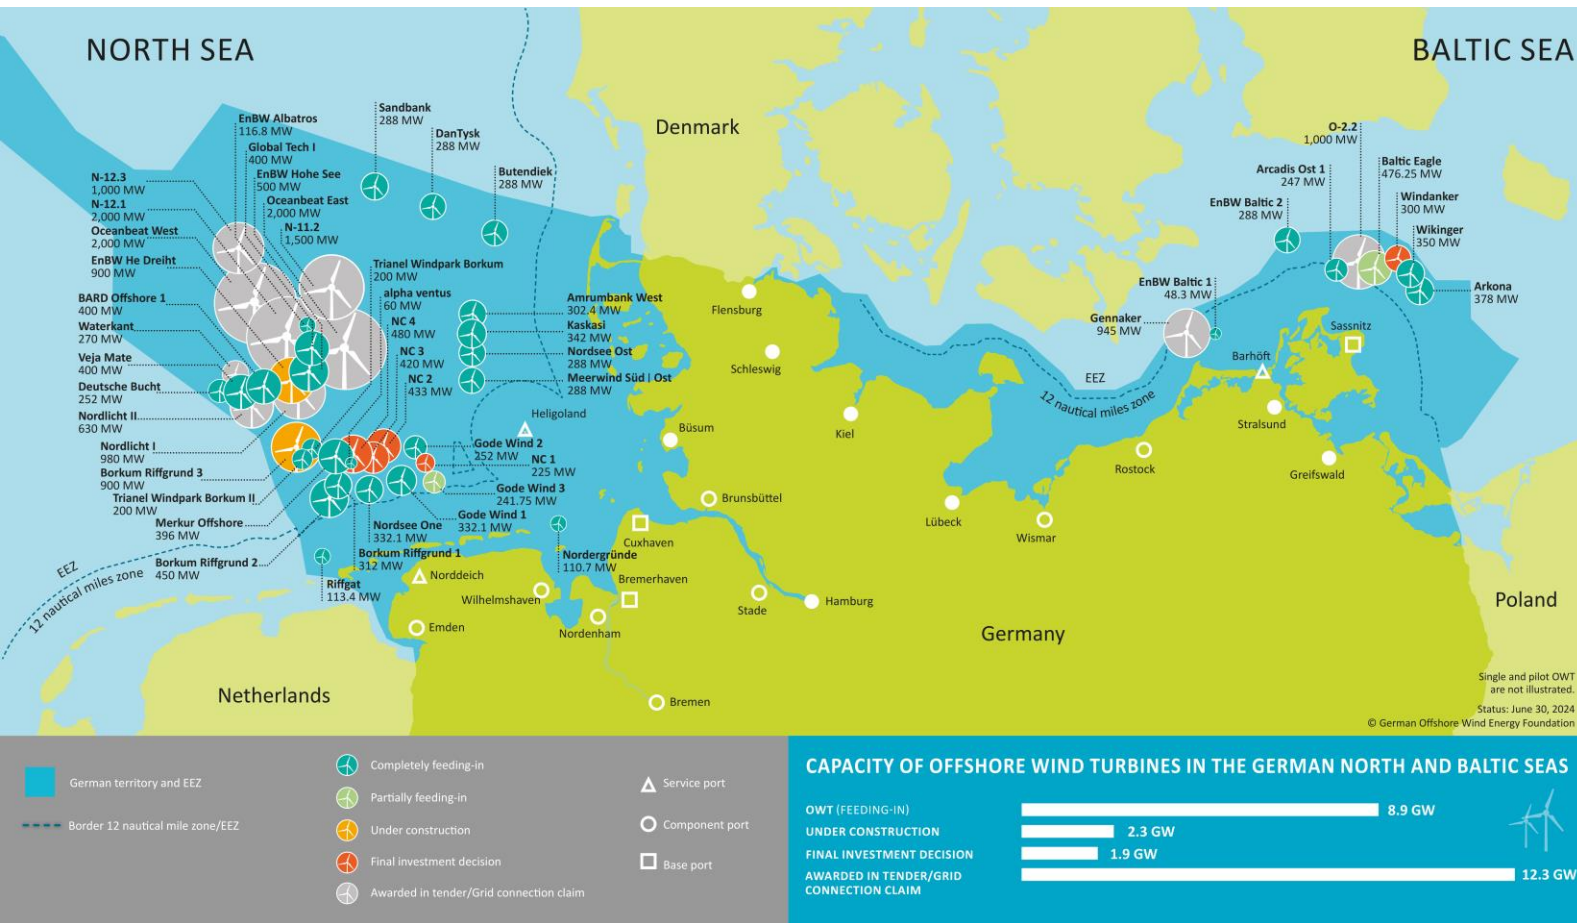 NORTH SEA
BALTIC SEA
Denmark
Germany
Netherlands
Poland
EnBW Albatros
116.8 MW
Global Tech I
400 MW
EnBW Hohe See
500 MW
Oceanbeat East
2,000 MW
N-11.2
1,500 MW
N-12.3
1,000 MW
N-12.1
2,000 MW
Oceanbeat West
2,000 MW
EnBW He Dreiht
900 MW
BARD Offshore 1
400 MW
Waterkant
270 MW
Veja Mate
400 MW
Deutsche Bucht
252 MW
Nordlicht II
630 MW
Nordlicht I
980 MW
Borkum Riffgrund 3
900 MW
Trianel Windpark Borkum II
200 MW
Merkur Offshore
396 MW
Borkum Riffgrund 2
450 MW
Riffgat
113.4 MW
Sandbank
288 MW
DanTysk
288 MW
Butendiek
288 MW
Trianel Windpark Borkum
200 MW
alpha ventus
60 MW
NC 4
480 MW
NC 3
420 MW
NC 2
433 MW
Amrumbank West
302.4 MW
Kaskasi
342 MW
Nordsee Ost
288 MW
Meerwind Süd | Ost
288 MW
Heligoland
Gode Wind 2
252 MW
NC 1
225 MW
Gode Wind 3
241.75 MW
Gode Wind 1
332.1 MW
Nordsee One
332.1 MW
Borkum Riffgrund 1
312 MW
Nordergründe
110.7 MW
EEZ
12 nautical miles zone
Norddeich
Emden
Wilhelmshaven
Nordenham
Bremerhaven
Cuxhaven
Bremen
Stade
Hamburg
Brunsbüttel
Büsum
Flensburg
Schleswig
Kiel
Lübeck
Wismar
Rostock
Barhöft
Stralsund
Sassnitz
Greifswald
EEZ
12 nautical miles zone
O-2.2
1,000 MW
Arcadis Ost 1
247 MW
Baltic Eagle
476.25 MW
Windanker
300 MW
Wikinger
350 MW
Arkona
378 MW
EnBW Baltic 2
288 MW
EnBW Baltic 1
48.3 MW
Gennaker
945 MW
Single and pilot OWT
are not illustrated.
Status: June 30, 2024
© German Offshore Wind Energy Foundation
German territory and EEZ
Border 12 nautical mile zone/EEZ
Completely feeding-in
Partially feeding-in
Under construction
Final investment decision
Awarded in tender/Grid connection claim
Service port
Component port
Base port
CAPACITY OF OFFSHORE WIND TURBINES IN THE GERMAN NORTH AND BALTIC SEAS
OWT (FEEDING-IN) 8.9 GW
UNDER CONSTRUCTION 2.3 GW
FINAL INVESTMENT DECISION 1.9 GW
AWARDED IN TENDER/GRID
CONNECTION CLAIM 12.3 GW